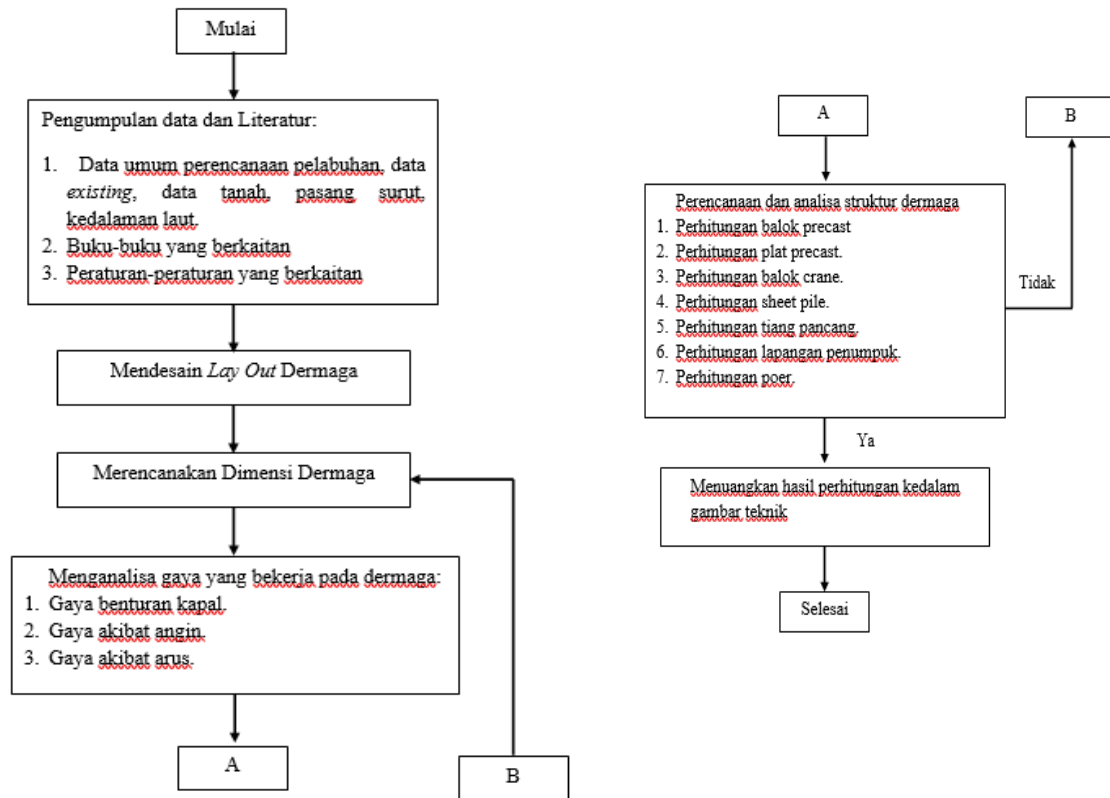 Mulai
Pengumpulan data dan Literatur:
1. Data umum perencanaan pelabuhan, data
existing, data tanah, pasang surut,
kedalaman laut.
2. Buku-buku yang berkaitan
3. Peraturan-peraturan yang berkaitan
Mendesain Lay Out Dermaga
Merencanakan Dimensi Dermaga
Menganalisa gaya yang bekerja pada dermaga:
1. Gaya benturan kapal.
2. Gaya akibat angin.
3. Gaya akibat arus.
A
B
A
B
Perencanaan dan analisa struktur dermaga
1. Perhitungan balok precast
2. Perhitungan plat precast.
3. Perhitungan balok crane.
4. Perhitungan sheet pile.
5. Perhitungan tiang pancang.
6. Perhitungan lapangan penumpuk.
7. Perhitungan poer.
Tidak
Ya
Menuangkan hasil perhitungan kedalam
gambar teknik
Selesai